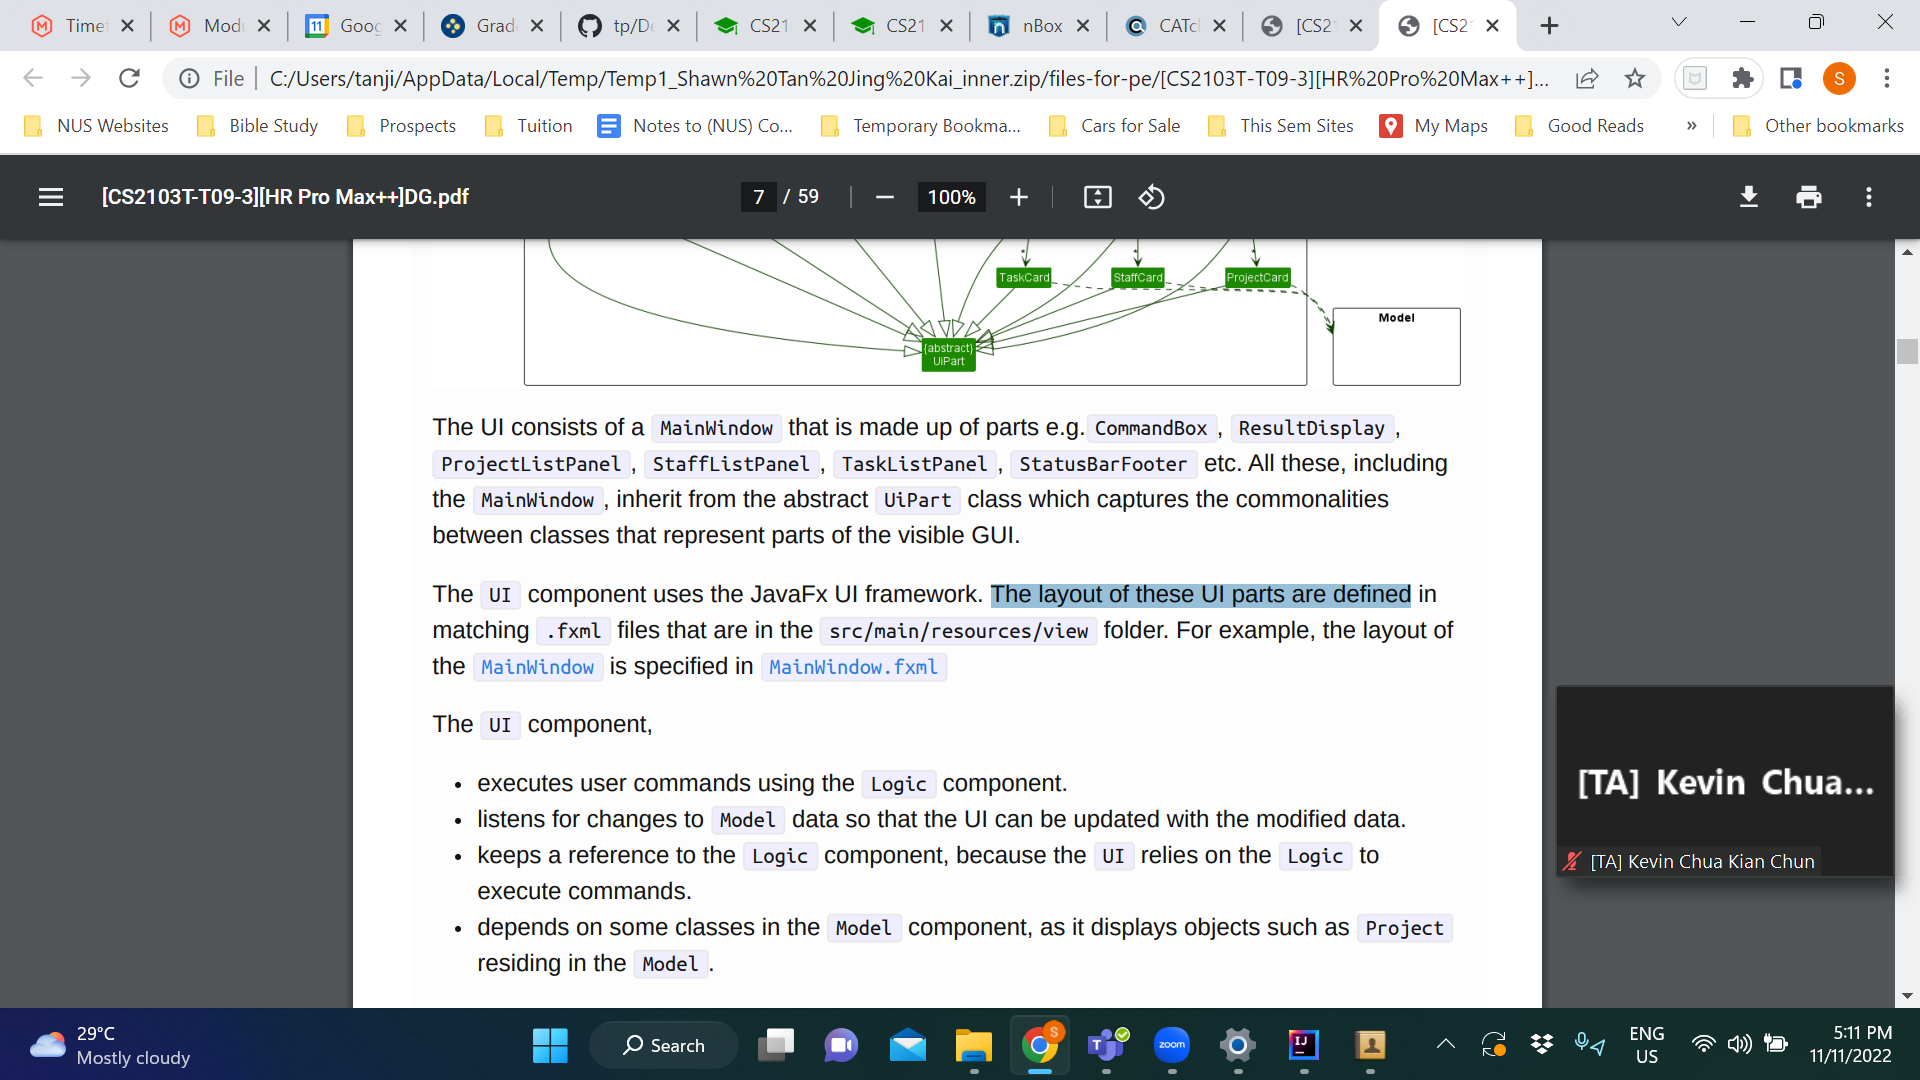 Timet
Modu
Goog
Grade
tp/De
CS21
CS21
nBox
CATcl
[CS21
[CS21
File
C:/Users/tanji/AppData/Local/Temp/Temp1_Shawn%20Tan%20Jing%20Kai_inner.zip/files-for-pe/[CS2103T-T09-3][HR%20Pro%20Max++]...
S
NUS Websites
Bible Study
Prospects
Tuition
Notes to (NUS) Co...
Temporary Bookma...
Cars for Sale
This Sem Sites
My Maps
Good Reads
»
Other bookmarks
[CS2103T-T09-3][HR Pro Max++]DG.pdf
7 / 59
100%
* * *
TaskCard StaffCard ProjectCard
Model
{abstract}
UiPart
The UI consists of a MainWindow that is made up of parts e.g. CommandBox , ResultDisplay ,
ProjectListPanel , StaffListPanel , TaskListPanel , StatusBarFooter etc. All these, including
the MainWindow , inherit from the abstract UiPart class which captures the commonalities
between classes that represent parts of the visible GUI.
The UI component uses the JavaFx UI framework. The layout of these UI parts are defined in
matching .fxml files that are in the src/main/resources/view folder. For example, the layout of
the MainWindow is specified in MainWindow.fxml
The UI component,
• executes user commands using the Logic component.
• listens for changes to Model data so that the UI can be updated with the modified data.
• keeps a reference to the Logic component, because the UI relies on the Logic to
execute commands.
• depends on some classes in the Model component, as it displays objects such as Project
residing in the Model .
[TA] Kevin Chua...
[TA] Kevin Chua Kian Chun
29°C
Mostly cloudy
Search
S
T
zoom
IJ
ENG
US
5:11 PM
11/11/2022